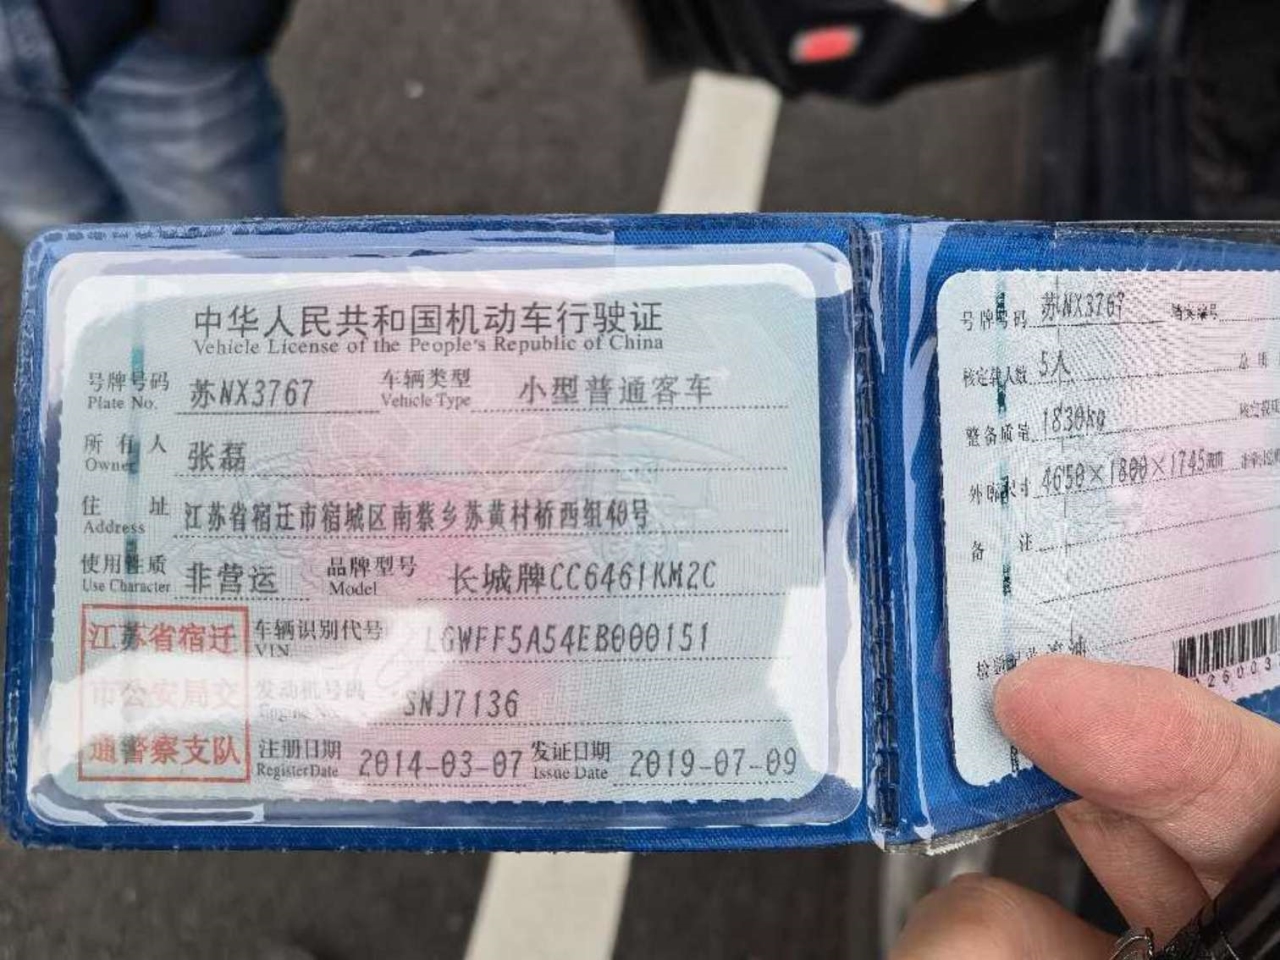 中华人民共和国机动车行驶证
Vehicle License of the People's Republic of China
号牌号码 苏NX3767 车辆类型 小型普通客车
Plate No. Vehicle Type
所有人 张磊
Owner
住址 江苏省宿迁市宿城区南蔡乡苏黄村桥西组40号
Address
使用性质 非营运 品牌型号 长城牌CC6461KM2C
Use Character Model
江苏省宿迁
市公安局交
通警察支队
车辆识别代号 LGWFF5A54EB000151
VIN
发动机号码 SNJ7136
注册日期 2014-03-07 发证日期 2019-07-09
Register Date Issue Date
号牌号码 苏NX3767
核定载人数 5人
整备质量 1830kg
外廓尺寸 4650×1800×1745
备注